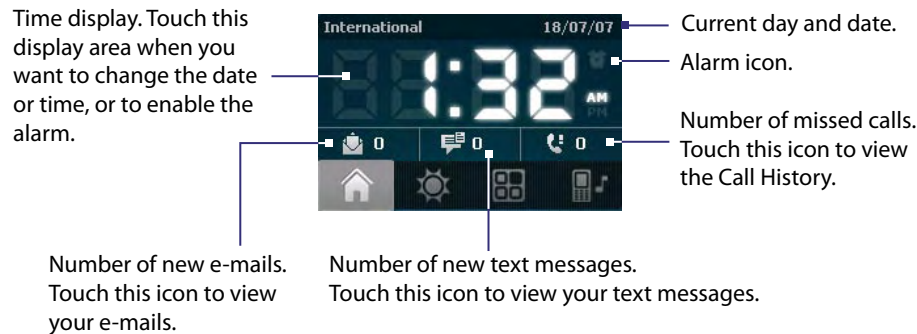 Time display. Touch this
display area when you
want to change the date
or time, or to enable the
alarm.
International 18/07/07
1:32
AM
PM
0 0 0
Current day and date.
Alarm icon.
Number of missed calls.
Touch this icon to view
the Call History.
Number of new e-mails.
Touch this icon to view
your e-mails.
Number of new text messages.
Touch this icon to view your text messages.